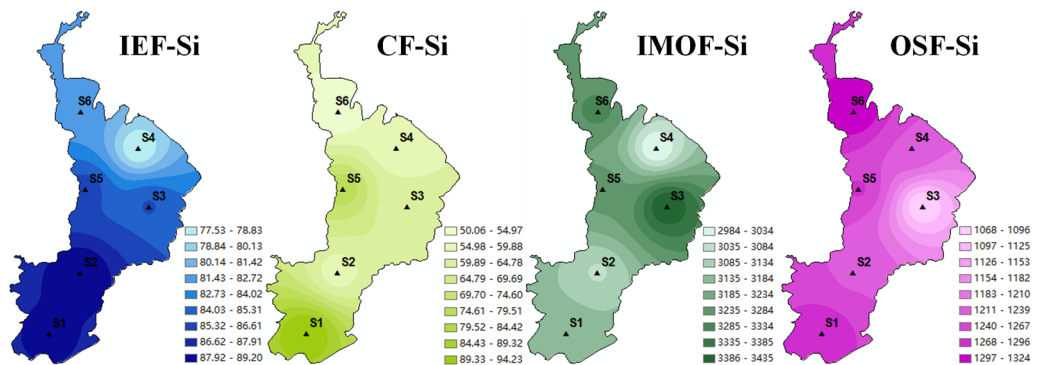 IEF-Si
CF-Si
IMOF-Si
OSF-Si
S6
S4
S5
S3
S2
S1
77.53 - 78.83
78.84 - 80.13
80.14 - 81.42
81.43 - 82.72
82.73 - 84.02
84.03 - 85.31
85.32 - 86.61
86.62 - 87.91
87.92 - 89.20
S6
S4
S5
S3
S2
S1
50.06 - 54.97
54.98 - 59.88
59.89 - 64.78
64.79 - 69.69
69.70 - 74.60
74.61 - 79.51
79.52 - 84.42
84.43 - 89.32
89.33 - 94.23
S6
S4
S5
S3
S2
S1
2984 - 3034
3035 - 3084
3085 - 3134
3135 - 3184
3185 - 3234
3235 - 3284
3285 - 3334
3335 - 3385
3386 - 3435
S6
S4
S5
S3
S2
S1
1068 - 1096
1097 - 1125
1126 - 1153
1154 - 1182
1183 - 1210
1211 - 1239
1240 - 1267
1268 - 1296
1297 - 1324